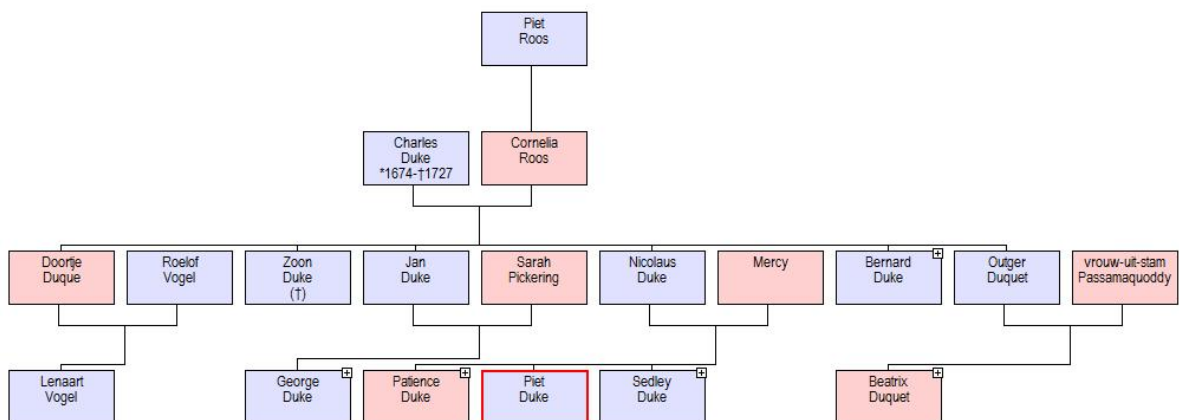 Piet
Roos
Charles
Duke
*1674-†1727
Cornelia
Roos
Doortje
Duque
Roelof
Vogel
Zoon
Duke
(†)
Jan
Duke
Sarah
Pickering
Nicolaus
Duke
Mercy
Bernard
Duke
Outger
Duquet
vrouw-uit-stam
Passamaquoddy
Lenaart
Vogel
George
Duke
Patience
Duke
Piet
Duke
Sedley
Duke
Beatrix
Duquet